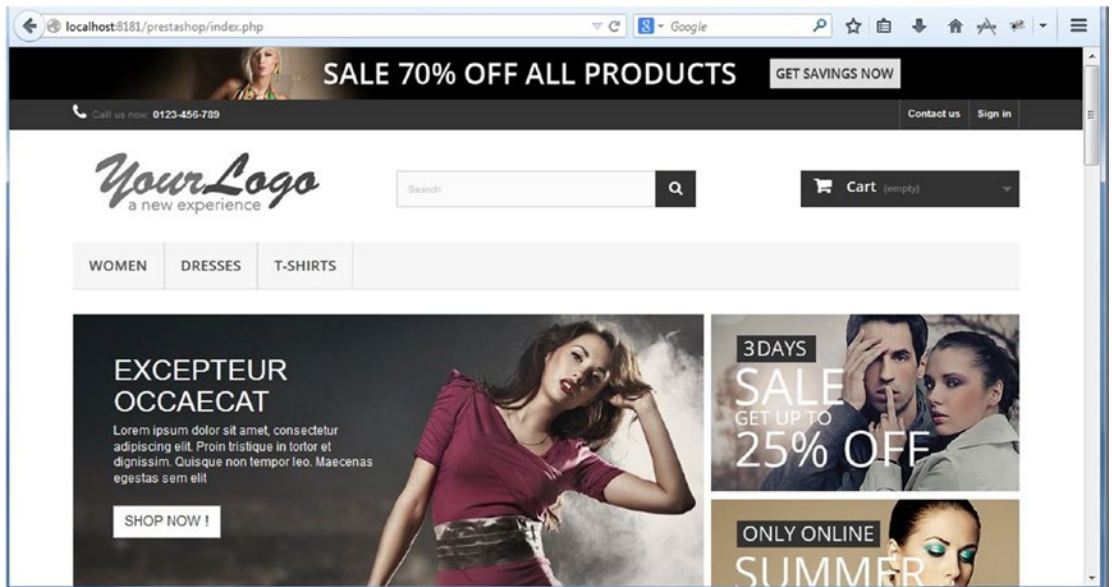 localhost:8181/prestashop/index.php
8 - Google
SALE 70% OFF ALL PRODUCTS
GET SAVINGS NOW
Call us now: 0123-456-789
Contact us
Sign in
YourLogo
a new experience
Search
Cart (empty)
WOMEN
DRESSES
T-SHIRTS
EXCEPTEUR
OCCAECAT
Lorem ipsum dolor sit amet, consectetur
adipiscing elit. Proin tristique in tortor et
dignissim. Quisque non tempor leo. Maecenas
egestas sem elit
SHOP NOW !
3DAYS
SALE
GET UP TO
25% OFF
ONLY ONLINE
SUMMER